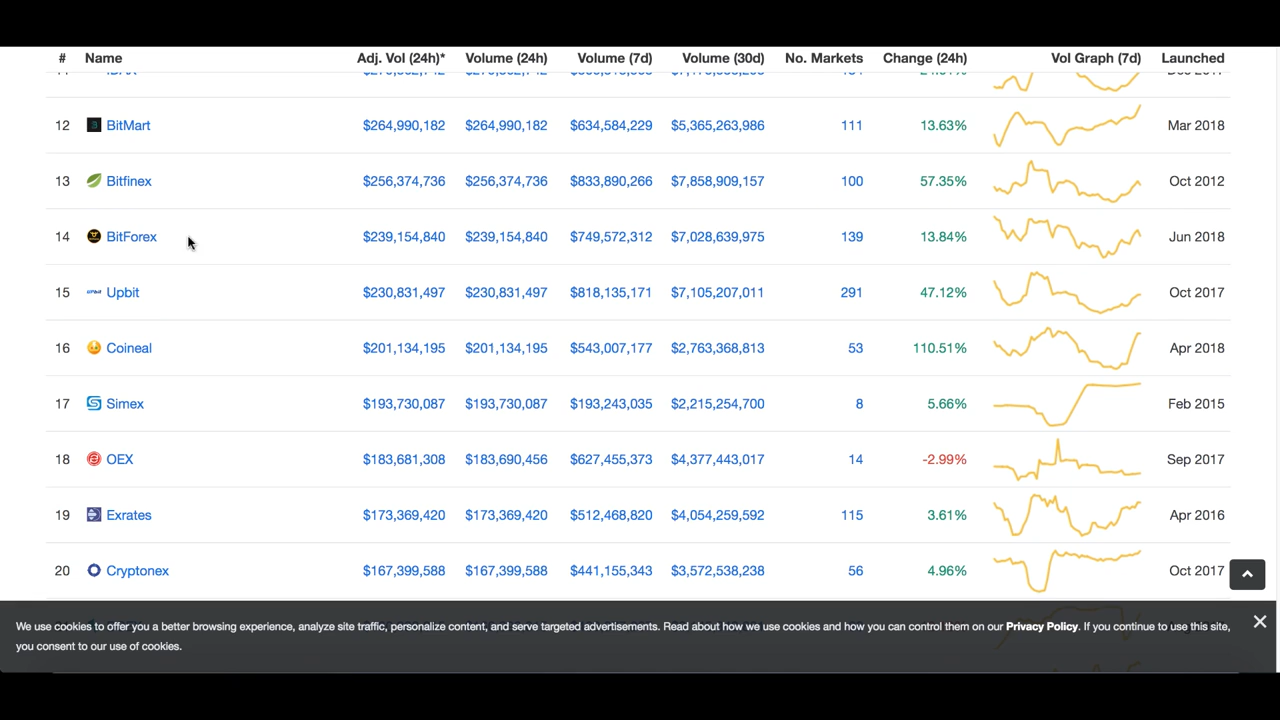 # Name Adj. Vol (24h)* Volume (24h) Volume (7d) Volume (30d) No. Markets Change (24h) Vol Graph (7d) Launched
12 BitMart $264,990,182 $264,990,182 $634,584,229 $5,365,263,986 111 13.63% Mar 2018
13 Bitfinex $256,374,736 $256,374,736 $833,890,266 $7,858,909,157 100 57.35% Oct 2012
14 BitForex $239,154,840 $239,154,840 $749,572,312 $7,028,639,975 139 13.84% Jun 2018
15 Upbit $230,831,497 $230,831,497 $818,135,171 $7,105,207,011 291 47.12% Oct 2017
16 Coineal $201,134,195 $201,134,195 $543,007,177 $2,763,368,813 53 110.51% Apr 2018
17 Simex $193,730,087 $193,730,087 $193,243,035 $2,215,254,700 8 5.66% Feb 2015
18 OEX $183,681,308 $183,690,456 $627,455,373 $4,377,443,017 14 -2.99% Sep 2017
19 Exrates $173,369,420 $173,369,420 $512,468,820 $4,054,259,592 115 3.61% Apr 2016
20 Cryptonex $167,399,588 $167,399,588 $441,155,343 $3,572,538,238 56 4.96% Oct 2017
We use cookies to offer you a better browsing experience, analyze site traffic, personalize content, and serve targeted advertisements. Read about how we use cookies and how you can control them on our Privacy Policy. If you continue to use this site,
you consent to our use of cookies.